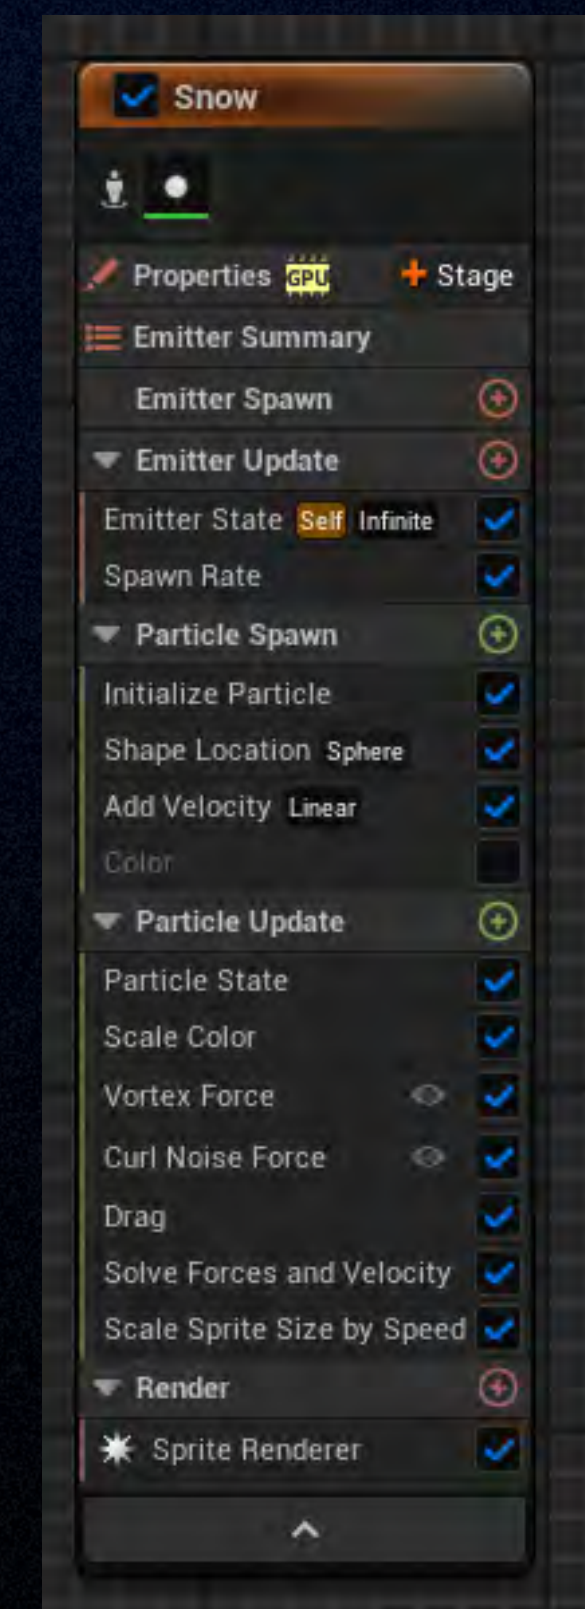 Snow
Properties GPU + Stage
Emitter Summary
Emitter Spawn
Emitter Update
Emitter State Self Infinite
Spawn Rate
Particle Spawn
Initialize Particle
Shape Location Sphere
Add Velocity Linear
Color
Particle Update
Particle State
Scale Color
Vortex Force
Curl Noise Force
Drag
Solve Forces and Velocity
Scale Sprite Size by Speed
Render
Sprite Renderer